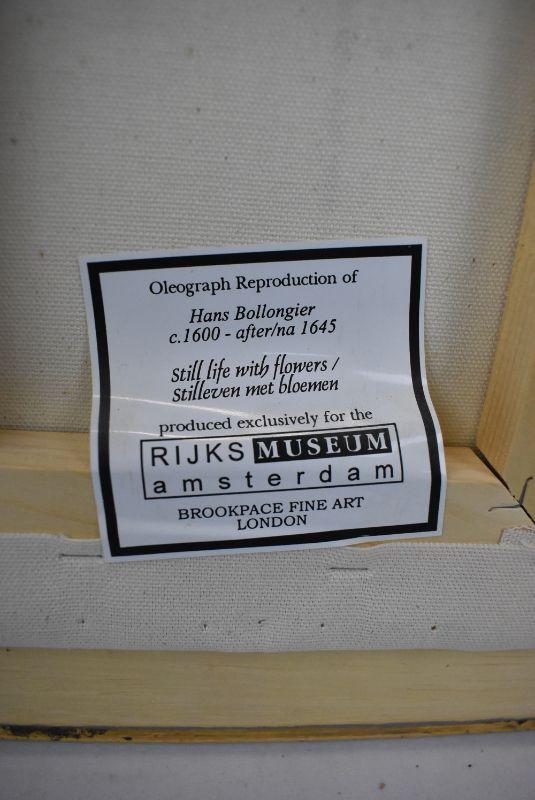 Oleograph Reproduction of
Hans Bollongier
c.1600 - after/na 1645
Still life with flowers /
Stilleven met bloemen
produced exclusively for the
RIJKS MUSEUM
amsterdam
BROOKPACE FINE ART
LONDON